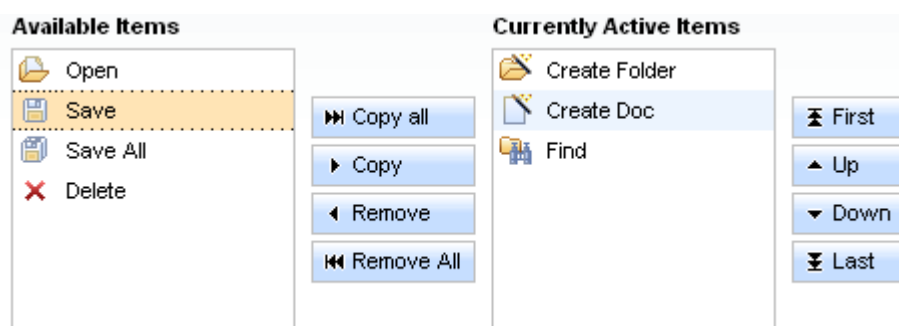 Available Items
Open
Save
Save All
Delete
Copy all
Copy
Remove
Remove All
Currently Active Items
Create Folder
Create Doc
Find
First
Up
Down
Last